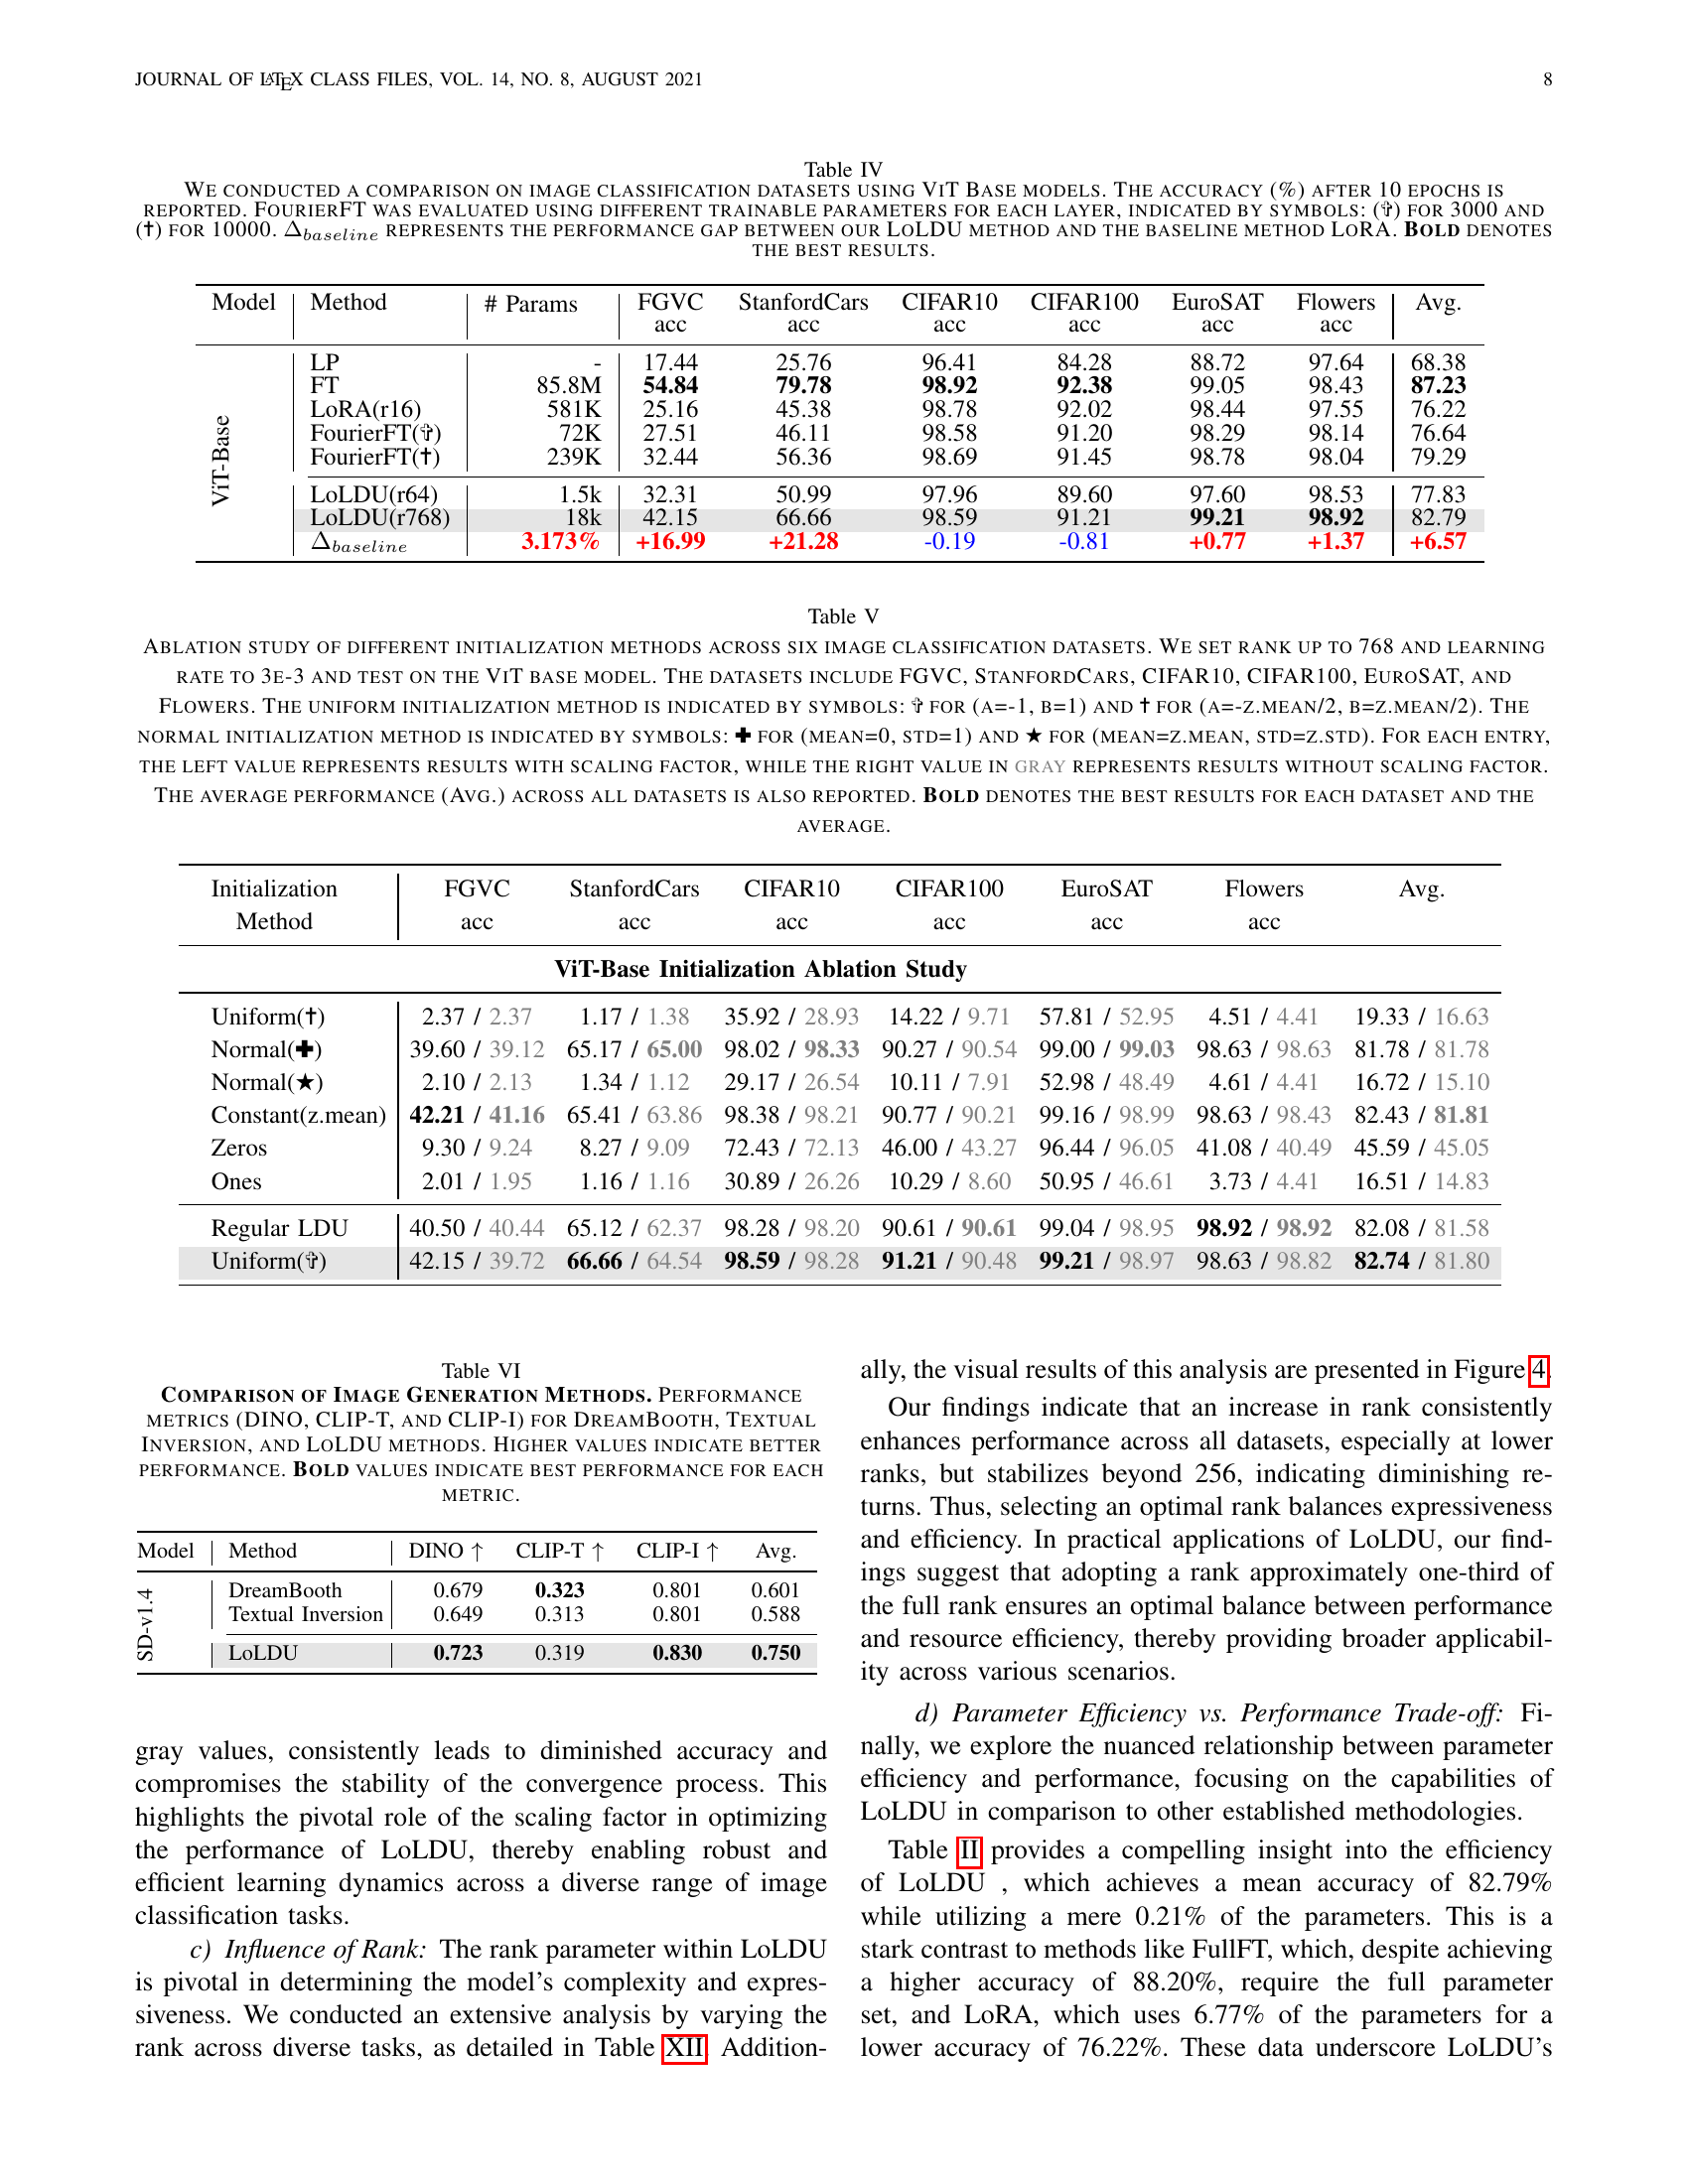 JOURNAL OF LATEX CLASS FILES, VOL. 14, NO. 8, AUGUST 2021 8
Table IV
WE CONDUCTED A COMPARISON ON IMAGE CLASSIFICATION DATASETS USING VIT BASE MODELS. THE ACCURACY (%) AFTER 10 EPOCHS IS
REPORTED. FOURIERFT WAS EVALUATED USING DIFFERENT TRAINABLE PARAMETERS FOR EACH LAYER, INDICATED BY SYMBOLS: (✞) FOR 3000 AND
(✝) FOR 10000. Δbaseline REPRESENTS THE PERFORMANCE GAP BETWEEN OUR LOLDU METHOD AND THE BASELINE METHOD LORA. BOLD DENOTES
THE BEST RESULTS.
Model Method # Params FGVC StanfordCars CIFAR10 CIFAR100 EuroSAT Flowers Avg.
acc acc acc acc acc acc
ViT-Base
LP - 17.44 25.76 96.41 84.28 88.72 97.64 68.38
FT 85.8M 54.84 79.78 98.92 92.38 99.05 98.43 87.23
LoRA(r16) 581K 25.16 45.38 98.78 92.02 98.44 97.55 76.22
FourierFT(✞) 72K 27.51 46.11 98.58 91.20 98.29 98.14 76.64
FourierFT(✝) 239K 32.44 56.36 98.69 91.45 98.78 98.04 79.29
LoLDU(r64) 1.5k 32.31 50.99 97.96 89.60 97.60 98.53 77.83
LoLDU(r768) 18k 42.15 66.66 98.59 91.21 99.21 98.92 82.79
Δbaseline 3.173% +16.99 +21.28 -0.19 -0.81 +0.77 +1.37 +6.57
Table V
ABLATION STUDY OF DIFFERENT INITIALIZATION METHODS ACROSS SIX IMAGE CLASSIFICATION DATASETS. WE SET RANK UP TO 768 AND LEARNING
RATE TO 3E-3 AND TEST ON THE VIT BASE MODEL. THE DATASETS INCLUDE FGVC, STANFORDCARS, CIFAR10, CIFAR100, EUROSAT, AND
FLOWERS. THE UNIFORM INITIALIZATION METHOD IS INDICATED BY SYMBOLS: ✞ FOR (A=-1, B=1) AND ✝ FOR (A=-Z.MEAN/2, B=Z.MEAN/2). THE
NORMAL INITIALIZATION METHOD IS INDICATED BY SYMBOLS: ✚ FOR (MEAN=0, STD=1) AND ★ FOR (MEAN=Z.MEAN, STD=Z.STD). FOR EACH ENTRY,
THE LEFT VALUE REPRESENTS RESULTS WITH SCALING FACTOR, WHILE THE RIGHT VALUE IN GRAY REPRESENTS RESULTS WITHOUT SCALING FACTOR.
THE AVERAGE PERFORMANCE (AVG.) ACROSS ALL DATASETS IS ALSO REPORTED. BOLD DENOTES THE BEST RESULTS FOR EACH DATASET AND THE
AVERAGE.
Initialization FGVC StanfordCars CIFAR10 CIFAR100 EuroSAT Flowers Avg.
Method acc acc acc acc acc acc
ViT-Base Initialization Ablation Study
Uniform(✝) 2.37 / 2.37 1.17 / 1.38 35.92 / 28.93 14.22 / 9.71 57.81 / 52.95 4.51 / 4.41 19.33 / 16.63
Normal(✚) 39.60 / 39.12 65.17 / 65.00 98.02 / 98.33 90.27 / 90.54 99.00 / 99.03 98.63 / 98.63 81.78 / 81.78
Normal(★) 2.10 / 2.13 1.34 / 1.12 29.17 / 26.54 10.11 / 7.91 52.98 / 48.49 4.61 / 4.41 16.72 / 15.10
Constant(z.mean) 42.21 / 41.16 65.41 / 63.86 98.38 / 98.21 90.77 / 90.21 99.16 / 98.99 98.63 / 98.43 82.43 / 81.81
Zeros 9.30 / 9.24 8.27 / 9.09 72.43 / 72.13 46.00 / 43.27 96.44 / 96.05 41.08 / 40.49 45.59 / 45.05
Ones 2.01 / 1.95 1.16 / 1.16 30.89 / 26.26 10.29 / 8.60 50.95 / 46.61 3.73 / 4.41 16.51 / 14.83
Regular LDU 40.50 / 40.44 65.12 / 62.37 98.28 / 98.20 90.61 / 90.61 99.04 / 98.95 98.92 / 98.92 82.08 / 81.58
Uniform(✞) 42.15 / 39.72 66.66 / 64.54 98.59 / 98.28 91.21 / 90.48 99.21 / 98.97 98.63 / 98.82 82.74 / 81.80
Table VI
COMPARISON OF IMAGE GENERATION METHODS. PERFORMANCE
METRICS (DINO, CLIP-T, AND CLIP-I) FOR DREAMBOOTH, TEXTUAL
INVERSION, AND LOLDU METHODS. HIGHER VALUES INDICATE BETTER
PERFORMANCE. BOLD VALUES INDICATE BEST PERFORMANCE FOR EACH
METRIC.
Model Method DINO ↑ CLIP-T ↑ CLIP-I ↑ Avg.
SD-v1.4
DreamBooth 0.679 0.323 0.801 0.601
Textual Inversion 0.649 0.313 0.801 0.588
LoLDU 0.723 0.319 0.830 0.750
gray values, consistently leads to diminished accuracy and
compromises the stability of the convergence process. This
highlights the pivotal role of the scaling factor in optimizing
the performance of LoLDU, thereby enabling robust and
efficient learning dynamics across a diverse range of image
classification tasks.
c) Influence of Rank: The rank parameter within LoLDU
is pivotal in determining the model's complexity and expres-
siveness. We conducted an extensive analysis by varying the
rank across diverse tasks, as detailed in Table XII. Addition-
ally, the visual results of this analysis are presented in Figure 4.
Our findings indicate that an increase in rank consistently
enhances performance across all datasets, especially at lower
ranks, but stabilizes beyond 256, indicating diminishing re-
turns. Thus, selecting an optimal rank balances expressiveness
and efficiency. In practical applications of LoLDU, our find-
ings suggest that adopting a rank approximately one-third of
the full rank ensures an optimal balance between performance
and resource efficiency, thereby providing broader applicabil-
ity across various scenarios.
d) Parameter Efficiency vs. Performance Trade-off: Fi-
nally, we explore the nuanced relationship between parameter
efficiency and performance, focusing on the capabilities of
LoLDU in comparison to other established methodologies.
Table II provides a compelling insight into the efficiency
of LoLDU , which achieves a mean accuracy of 82.79%
while utilizing a mere 0.21% of the parameters. This is a
stark contrast to methods like FullFT, which, despite achieving
a higher accuracy of 88.20%, require the full parameter
set, and LoRA, which uses 6.77% of the parameters for a
lower accuracy of 76.22%. These data underscore LoLDU's